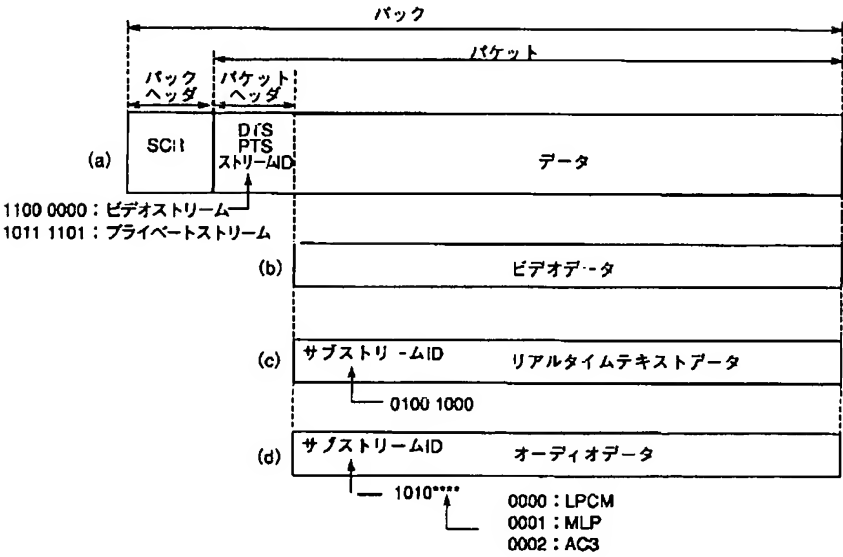 パック
パケット
パック
ヘッダ
パケット
ヘッダ
(a)
SCR
DTS
PTS
ストリームID
データ
1100 0000：ビデオストリーム
1011 1101：プライベートストリーム
(b)
ビデオデータ
(c)
サブストリームID
リアルタイムテキストデータ
0100 1000
(d)
サブストリームID
オーディオデータ
1010****
0000：LPCM
0001：MLP
0002：AC3